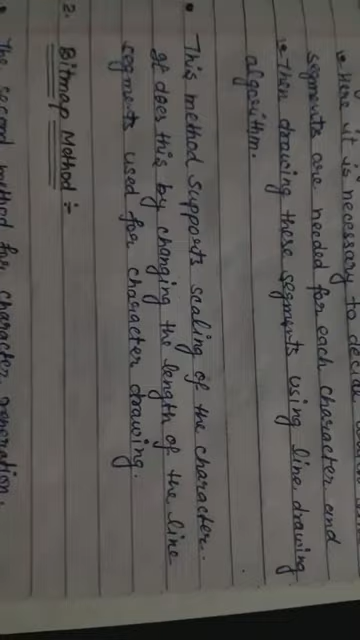 Here it is necessary to decide
segments are needed for each character and
then drawing these segments using line drawing
algorithm.
• This method supports scaling of the character.
It does this by changing the length of the line
segments used for character drawing.
2. Bitmap Method :-
• The second method for character generation.